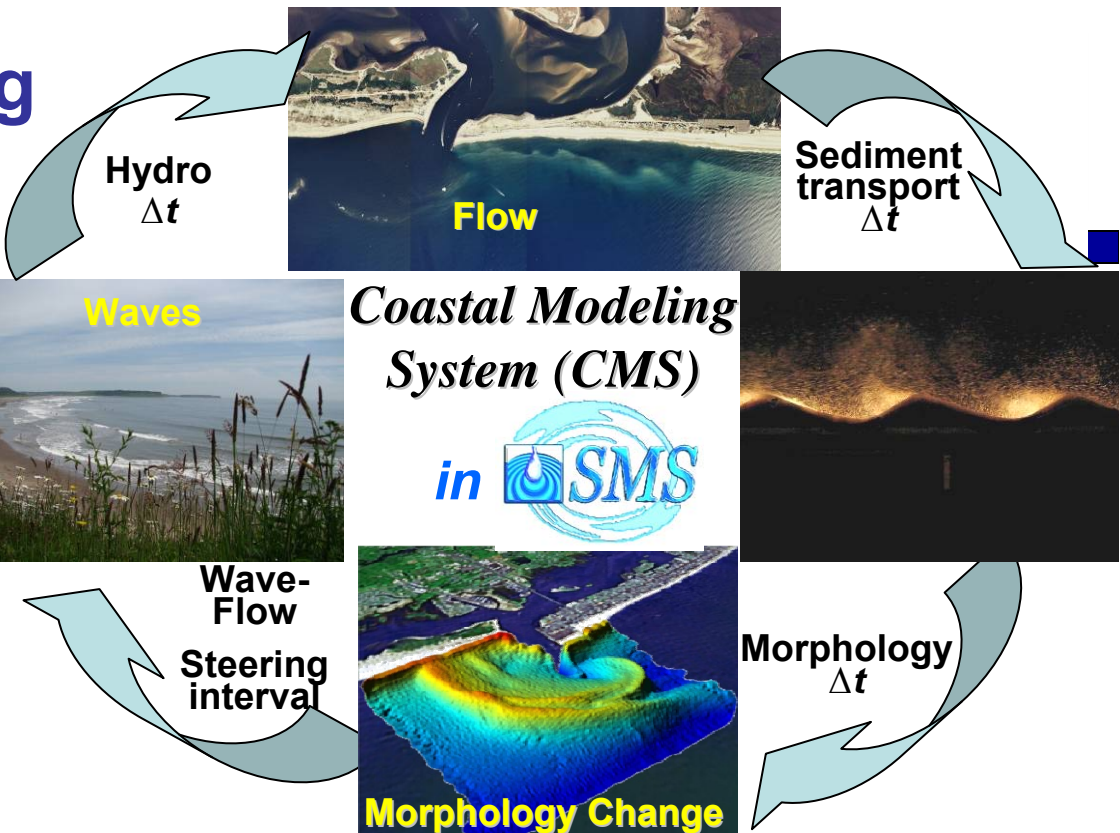 g
Hydro
Δt
Flow
Sediment
transport
Δt
Waves
Coastal Modeling
System (CMS)
in SMS
Wave-
Flow
Steering
interval
Morphology
Δt
Morphology Change